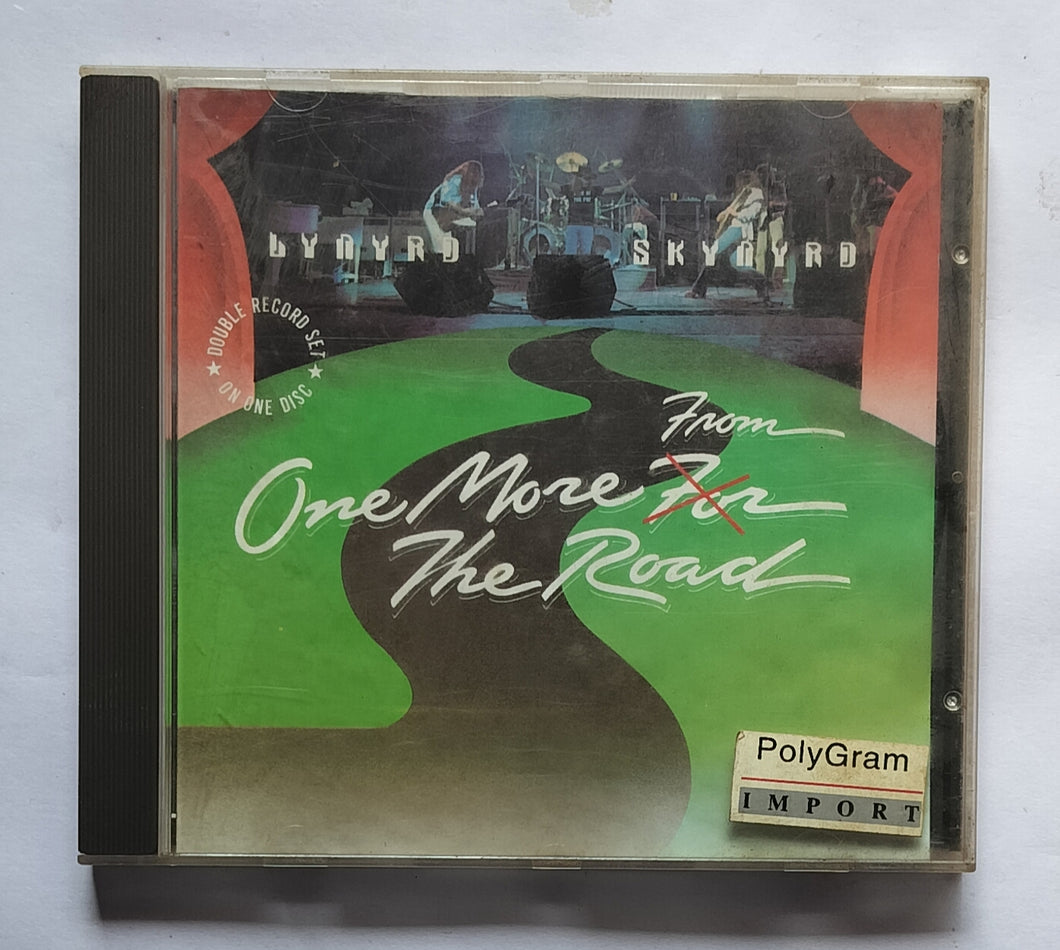 LYNYRD SKYNYRD
★ DOUBLE RECORD SET ★
ON ONE DISC
From
One More For
The Road
PolyGram
IMPORT